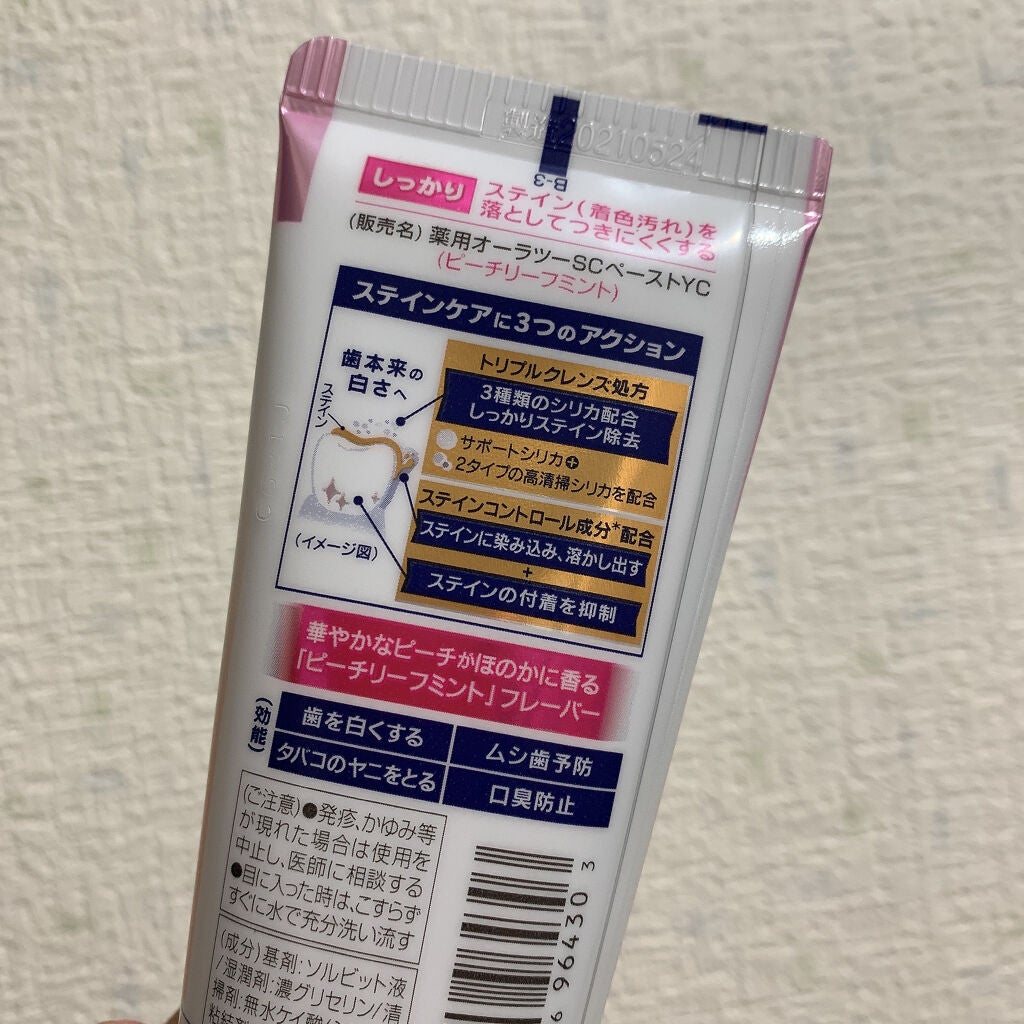 製造20210524
B-3
しっかり
ステイン(着色汚れ)を
落としてつきにくくする
(販売名) 薬用オーラツーSCペーストYC
(ピーチリーフミント)
ステインケアに3つのアクション
歯本来の
白さへ
ステイン
(イメージ図)
トリプルクレンズ処方
3種類のシリカ配合
しっかりステイン除去
サポートシリカ+
2タイプの高清掃シリカを配合
ステインコントロール成分*配合
ステインに染み込み、溶かし出す
+
ステインの付着を抑制
華やかなピーチがほのかに香る
「ピーチリーフミント」フレーバー
(効能)
歯を白くする
ムシ歯予防
タバコのヤニをとる
口臭防止
(ご注意)●発疹、かゆみ等
が現れた場合は使用を
中止し、医師に相談する
●目に入った時は、こすらず
すぐに水で充分洗い流す
(成分)基剤:ソルビット液
/湿潤剤:濃グリセリン/清
掃剤:無水ケイ酸
96430 3